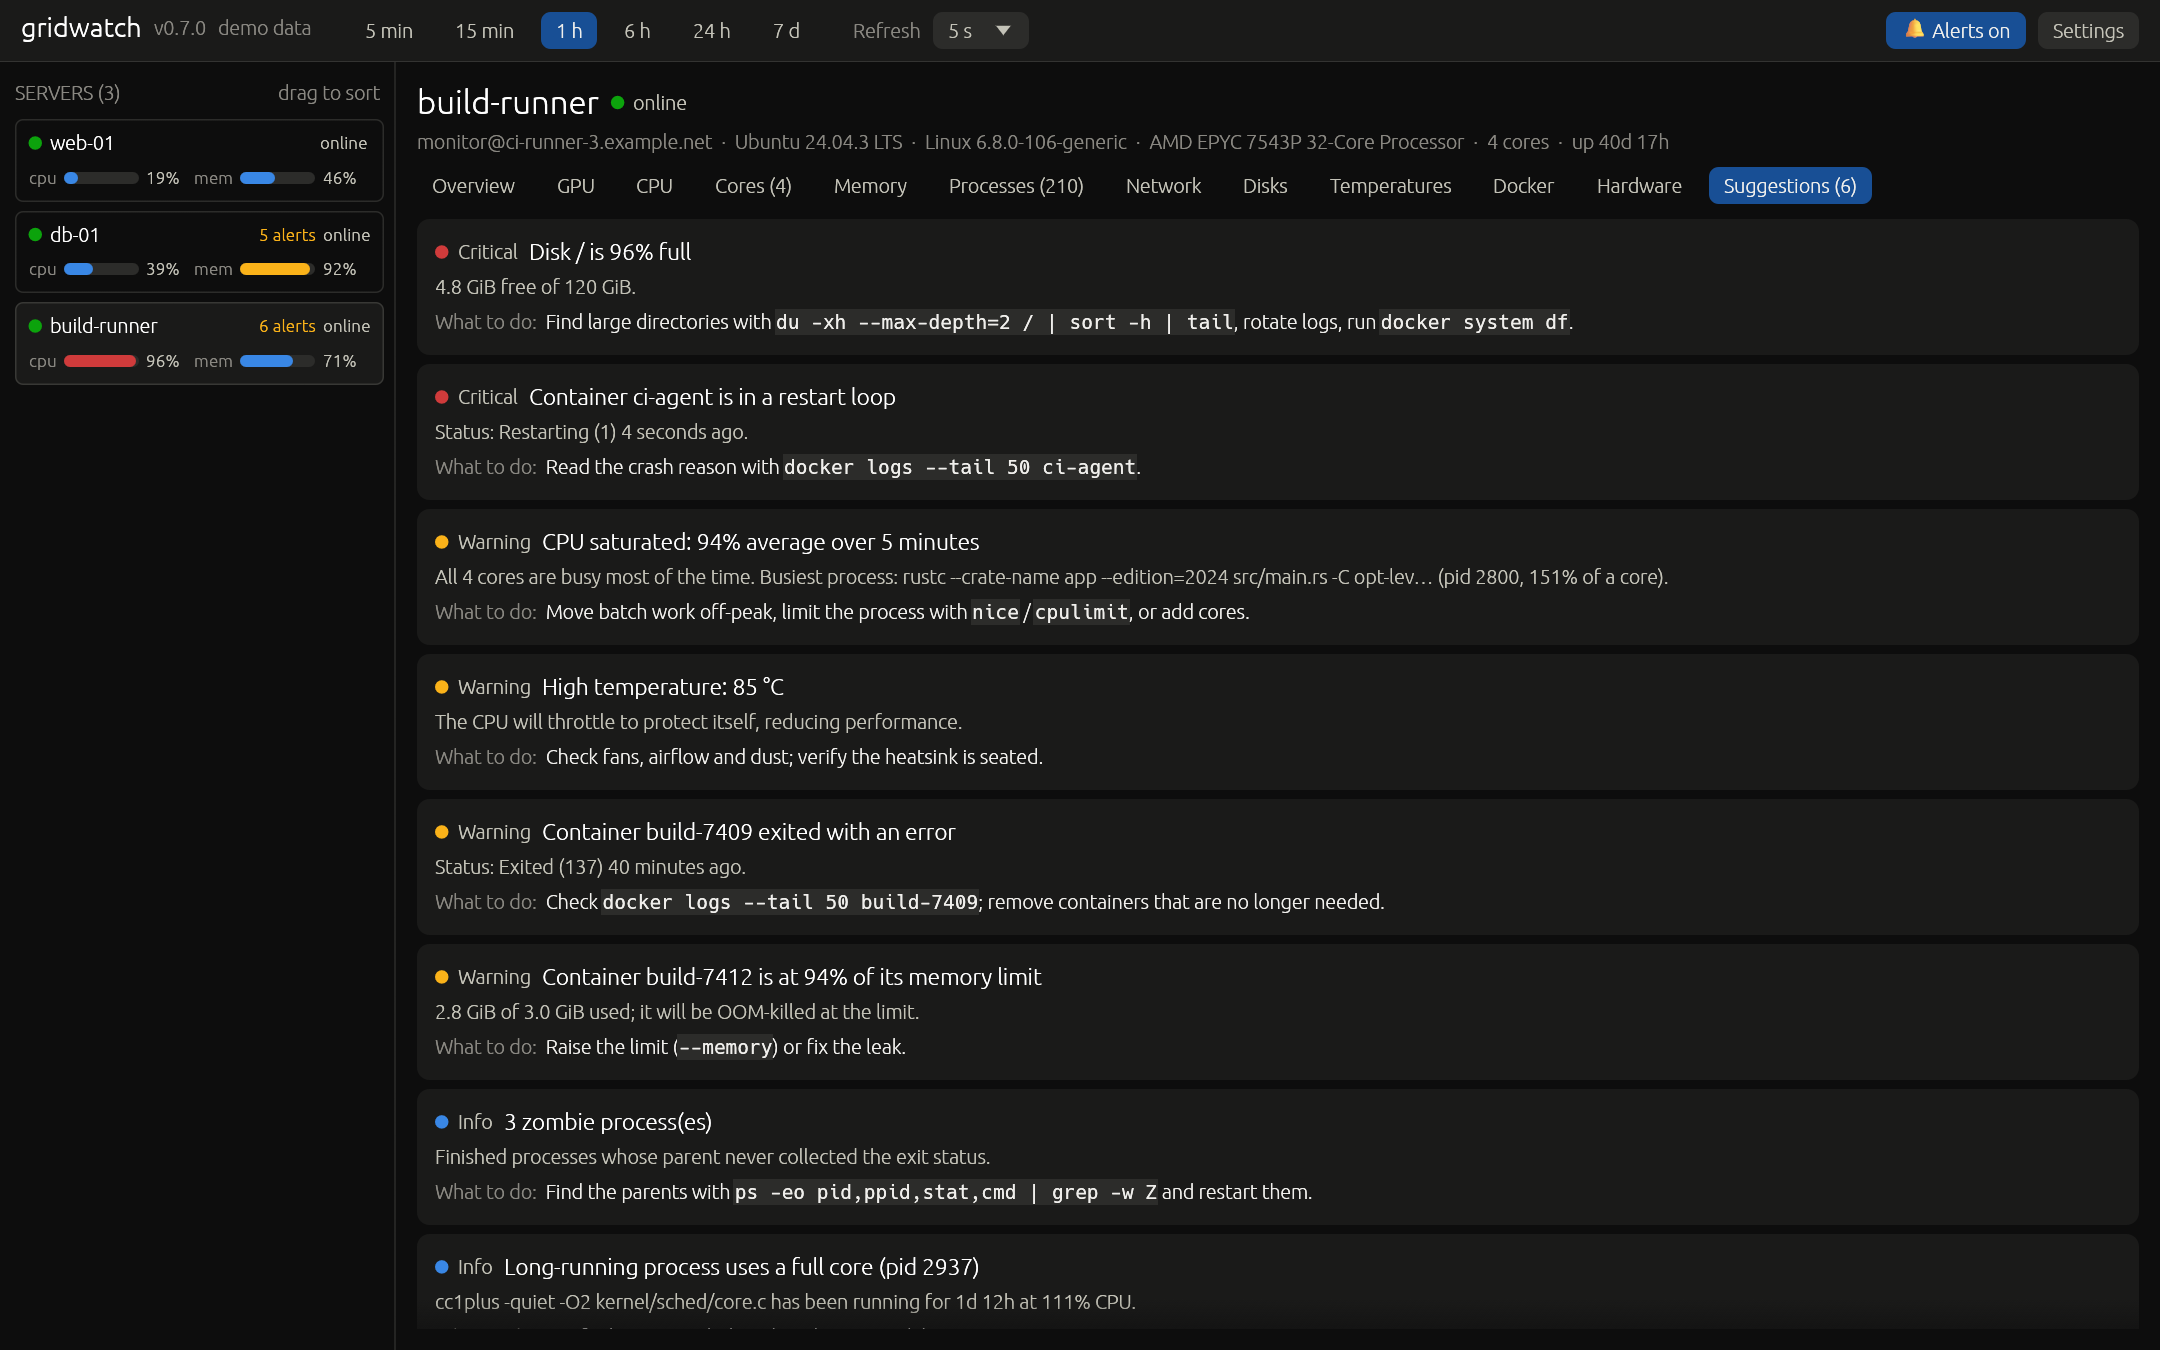 gridwatch v0.7.0 demo data 5 min 15 min 1 h 6 h 24 h 7 d Refresh 5 s Alerts on Settings
SERVERS (3) drag to sort
web-01 online
cpu 19% mem 46%
db-01 5 alerts online
cpu 39% mem 92%
build-runner 6 alerts online
cpu 96% mem 71%
build-runner online
monitor@ci-runner-3.example.net · Ubuntu 24.04.3 LTS · Linux 6.8.0-106-generic · AMD EPYC 7543P 32-Core Processor · 4 cores · up 40d 17h
Overview GPU CPU Cores (4) Memory Processes (210) Network Disks Temperatures Docker Hardware Suggestions (6)
Critical Disk / is 96% full
4.8 GiB free of 120 GiB.
What to do: Find large directories with du -xh --max-depth=2 / | sort -h | tail, rotate logs, run docker system df.
Critical Container ci-agent is in a restart loop
Status: Restarting (1) 4 seconds ago.
What to do: Read the crash reason with docker logs --tail 50 ci-agent.
Warning CPU saturated: 94% average over 5 minutes
All 4 cores are busy most of the time. Busiest process: rustc --crate-name app --edition=2024 src/main.rs -C opt-lev… (pid 2800, 151% of a core).
What to do: Move batch work off-peak, limit the process with nice / cpulimit, or add cores.
Warning High temperature: 85 °C
The CPU will throttle to protect itself, reducing performance.
What to do: Check fans, airflow and dust; verify the heatsink is seated.
Warning Container build-7409 exited with an error
Status: Exited (137) 40 minutes ago.
What to do: Check docker logs --tail 50 build-7409; remove containers that are no longer needed.
Warning Container build-7412 is at 94% of its memory limit
2.8 GiB of 3.0 GiB used; it will be OOM-killed at the limit.
What to do: Raise the limit (--memory) or fix the leak.
Info 3 zombie process(es)
Finished processes whose parent never collected the exit status.
What to do: Find the parents with ps -eo pid,ppid,stat,cmd | grep -w Z and restart them.
Info Long-running process uses a full core (pid 2937)
cc1plus -quiet -O2 kernel/sched/core.c has been running for 1d 12h at 111% CPU.